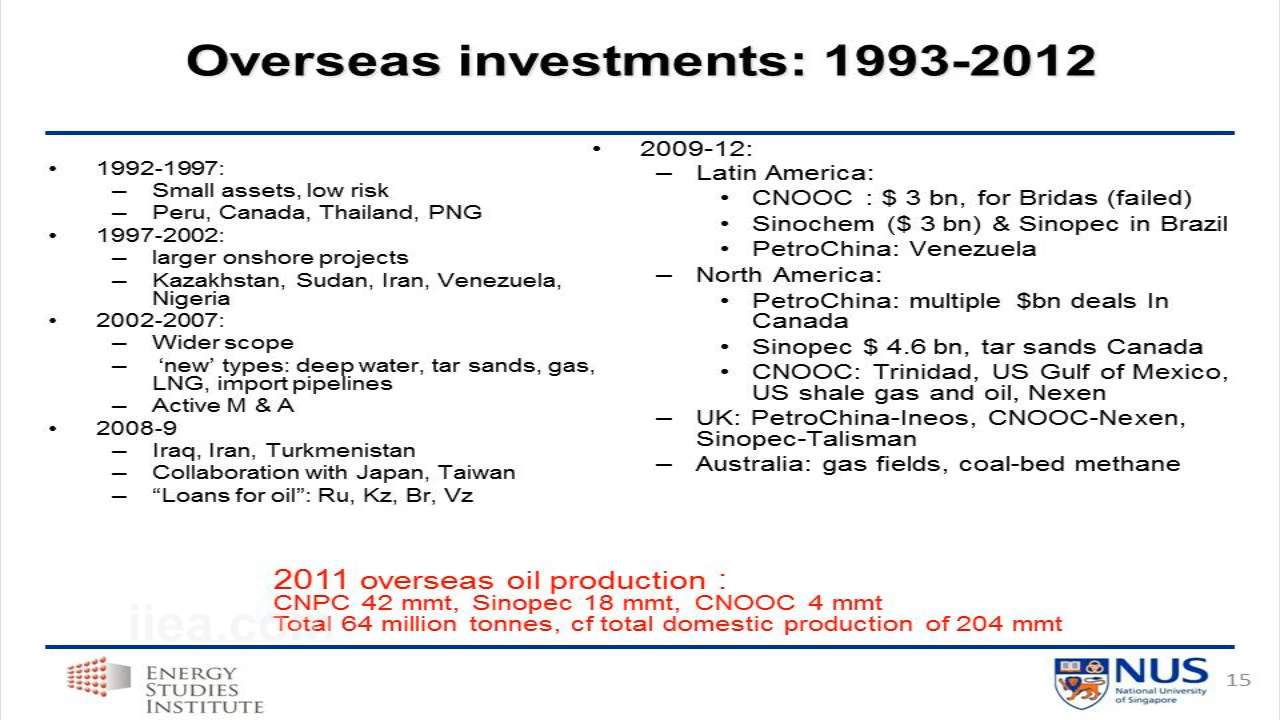 Overseas investments: 1993-2012
• 1992-1997:
– Small assets, low risk
– Peru, Canada, Thailand, PNG
• 1997-2002:
– larger onshore projects
– Kazakhstan, Sudan, Iran, Venezuela,
Nigeria
• 2002-2007:
– Wider scope
– ‘new’ types: deep water, tar sands, gas,
LNG, import pipelines
– Active M & A
• 2008-9
– Iraq, Iran, Turkmenistan
– Collaboration with Japan, Taiwan
– “Loans for oil”: Ru, Kz, Br, Vz
• 2009-12:
– Latin America:
• CNOOC : $ 3 bn, for Bridas (failed)
• Sinochem ($ 3 bn) & Sinopec in Brazil
• PetroChina: Venezuela
– North America:
• PetroChina: multiple $bn deals In
Canada
• Sinopec $ 4.6 bn, tar sands Canada
• CNOOC: Trinidad, US Gulf of Mexico,
US shale gas and oil, Nexen
– UK: PetroChina-Ineos, CNOOC-Nexen,
Sinopec-Talisman
– Australia: gas fields, coal-bed methane
2011 overseas oil production :
CNPC 42 mmt, Sinopec 18 mmt, CNOOC 4 mmt
Total 64 million tonnes, cf total domestic production of 204 mmt
iiea.com
ENERGY
STUDIES
INSTITUTE
NUS
National University
of Singapore
15